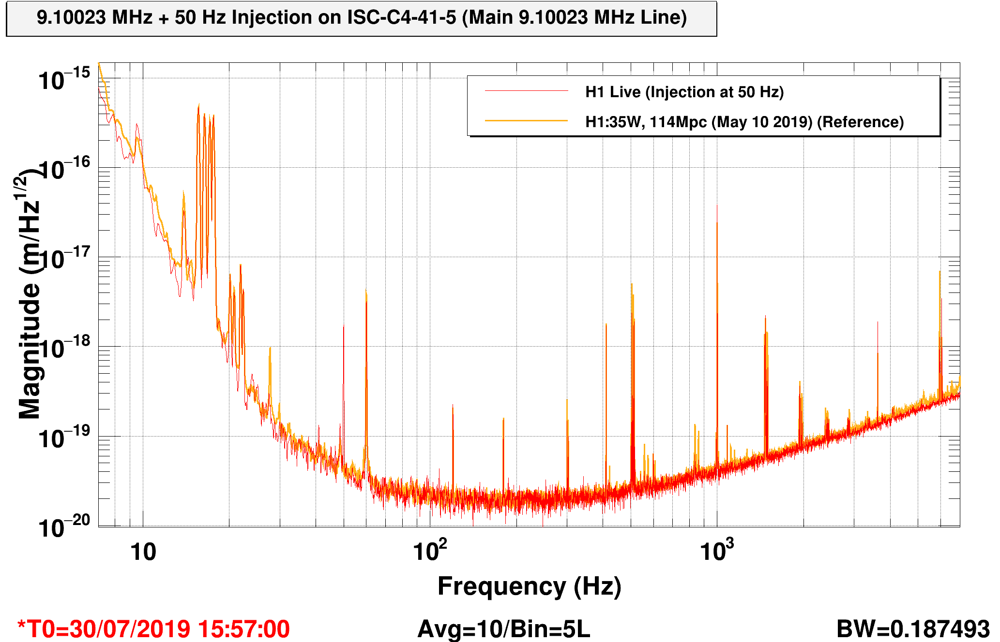 9.10023 MHz + 50 Hz Injection on ISC-C4-41-5 (Main 9.10023 MHz Line)
H1 Live (Injection at 50 Hz)
H1:35W, 114Mpc (May 10 2019) (Reference)
Magnitude (m/Hz^1/2)
10^−15
10^−16
10^−17
10^−18
10^−19
10^−20
10
10^2
10^3
Frequency (Hz)
*T0=30/07/2019 15:57:00
Avg=10/Bin=5L
BW=0.187493